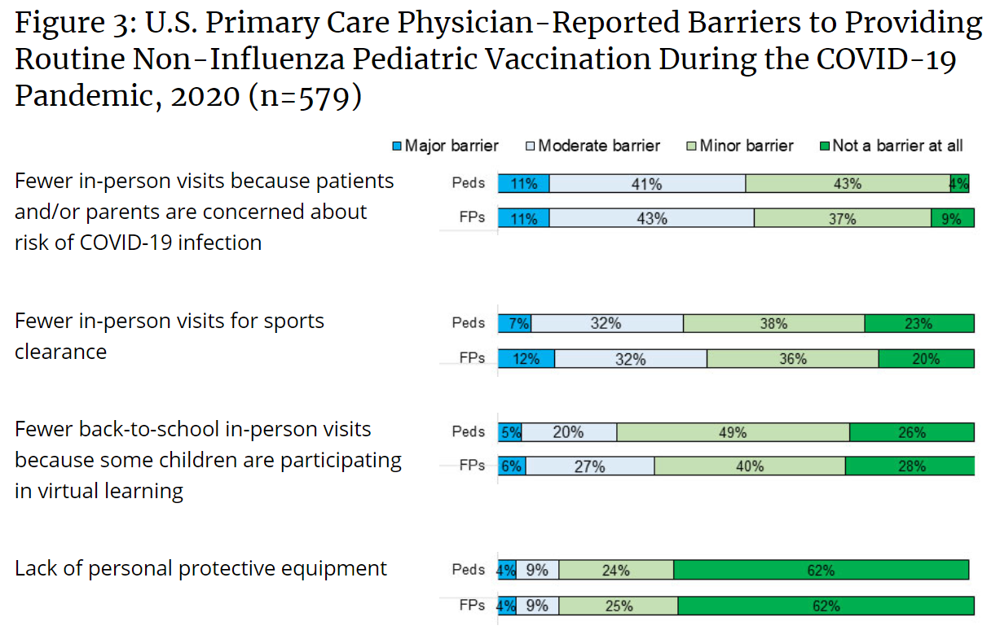 Figure 3: U.S. Primary Care Physician-Reported Barriers to Providing
Routine Non-Influenza Pediatric Vaccination During the COVID-19
Pandemic, 2020 (n=579)
Major barrier Moderate barrier Minor barrier Not a barrier at all
Fewer in-person visits because patients
and/or parents are concerned about
risk of COVID-19 infection
Peds 11% 41% 43% 4%
FPs 11% 43% 37% 9%
Fewer in-person visits for sports
clearance
Peds 7% 32% 38% 23%
FPs 12% 32% 36% 20%
Fewer back-to-school in-person visits
because some children are participating
in virtual learning
Peds 5% 20% 49% 26%
FPs 6% 27% 40% 28%
Lack of personal protective equipment
Peds 4% 9% 24% 62%
FPs 4% 9% 25% 62%